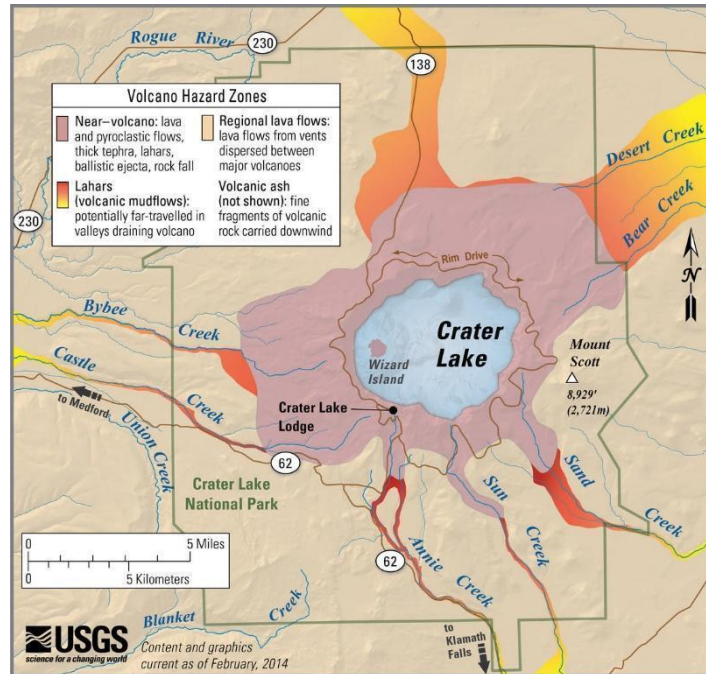 Rogue River
230
138
Volcano Hazard Zones
Near–volcano: lava
and pyroclastic flows,
thick tephra, lahars,
ballistic ejecta, rock fall
Regional lava flows:
lava flows from vents
dispersed between
major volcanoes
Lahars
(volcanic mudflows):
potentially far-travelled in
valleys draining volcano
Volcanic ash
(not shown): fine
fragments of volcanic
rock carried downwind
230
Desert Creek
Bear Creek
N
Rim Drive
Bybee Creek
Crater
Lake
Wizard
Island
Mount
Scott
8,929'
(2,721m)
Castle Creek
to Medford
Union Creek
Crater Lake
Lodge
62
Crater Lake
National Park
Sand Creek
Sun Creek
Annie Creek
62
0 5 Miles
0 5 Kilometers
Blanket Creek
to
Klamath
Falls
USGS
science for a changing world
Content and graphics
current as of February, 2014